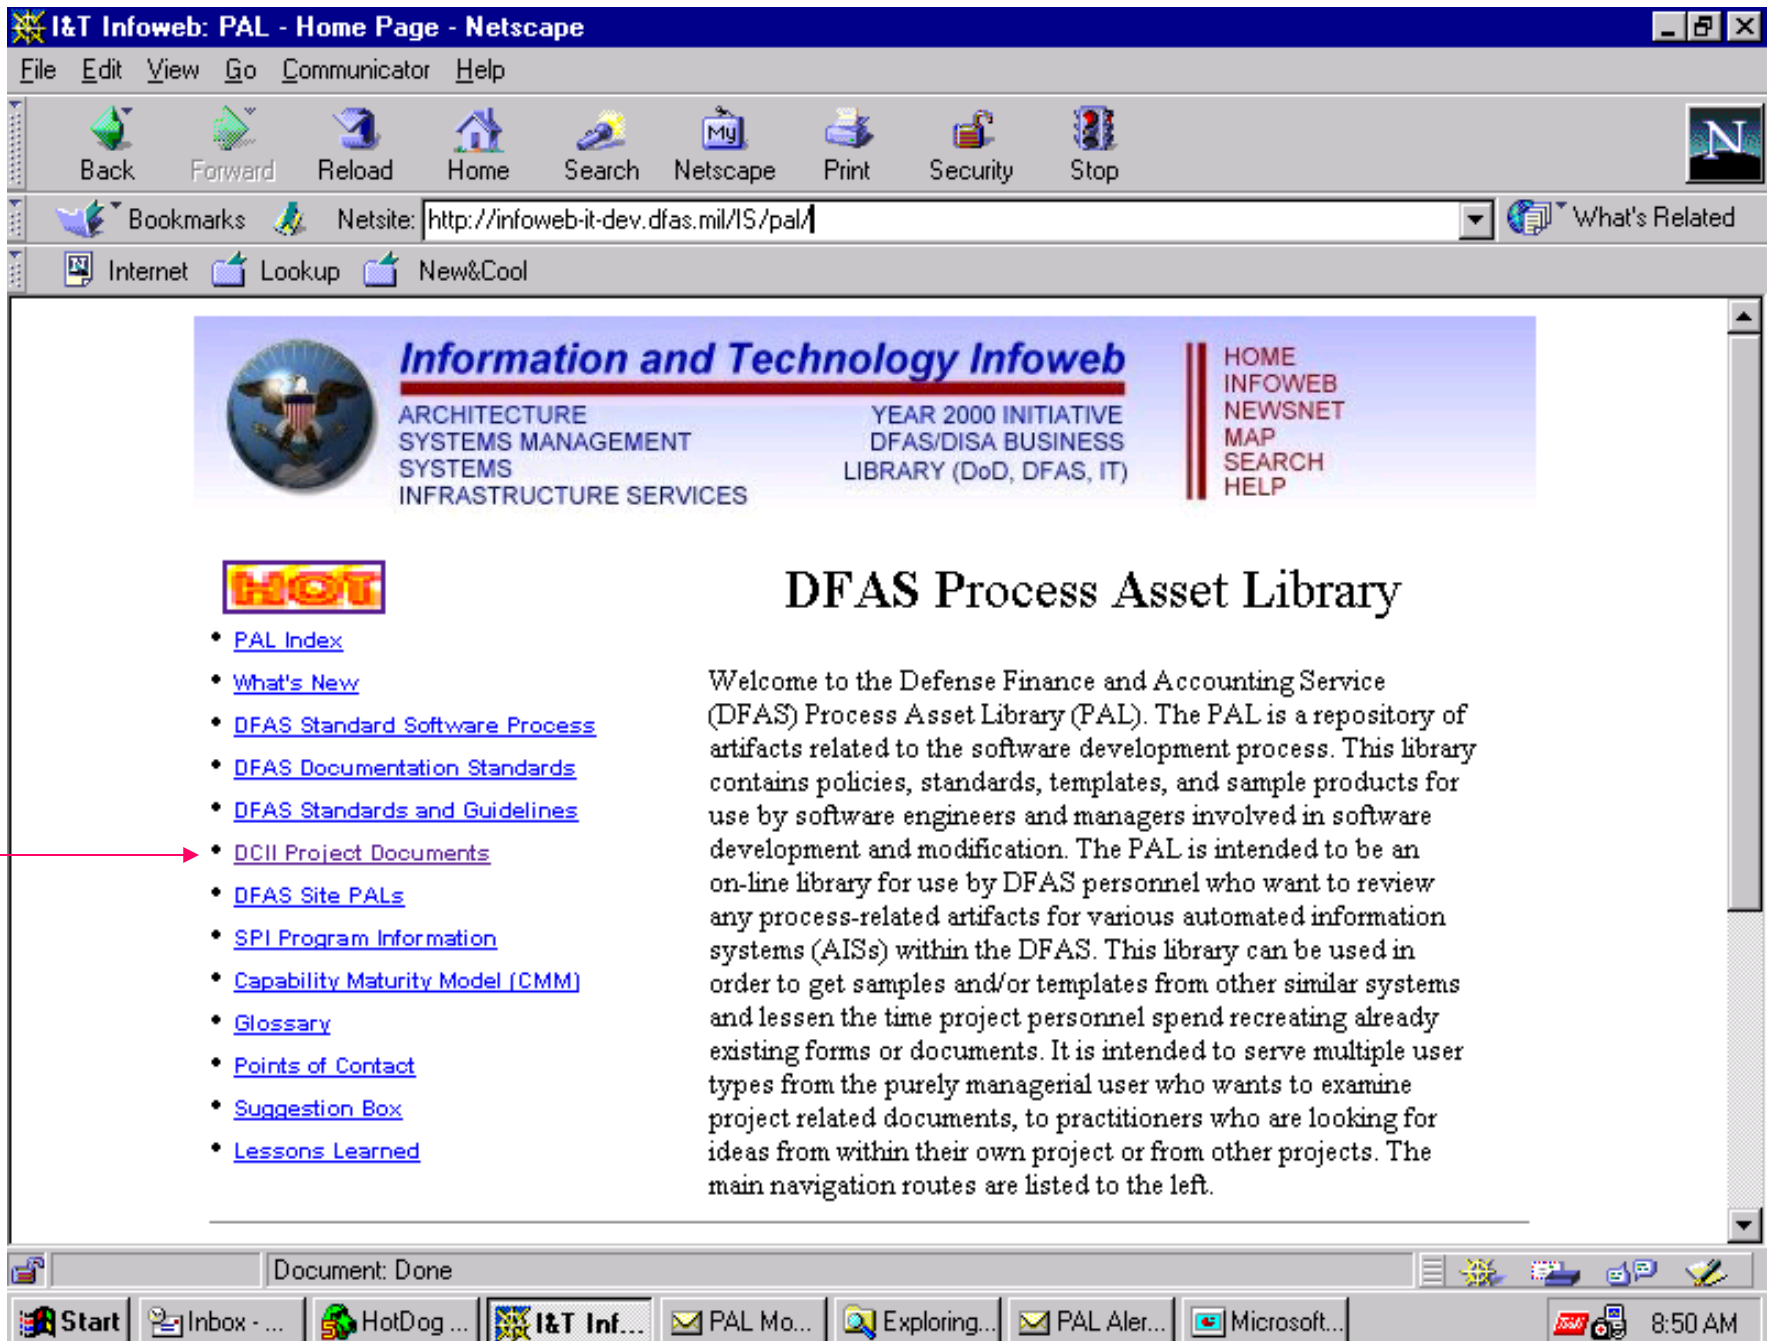 I&T Infoweb: PAL - Home Page - Netscape
File Edit View Go Communicator Help
Back Forward Reload Home Search Netscape Print Security Stop
My
N
Bookmarks Netsite: http://infoweb-it-dev.dfas.mil/IS/pal/ What's Related
Internet Lookup New&Cool
Information and Technology Infoweb
ARCHITECTURE
SYSTEMS MANAGEMENT
SYSTEMS
INFRASTRUCTURE SERVICES
YEAR 2000 INITIATIVE
DFAS/DISA BUSINESS
LIBRARY (DoD, DFAS, IT)
HOME
INFOWEB
NEWSNET
MAP
SEARCH
HELP
HOT
• PAL Index
• What's New
• DFAS Standard Software Process
• DFAS Documentation Standards
• DFAS Standards and Guidelines
• DCII Project Documents
• DFAS Site PALs
• SPI Program Information
• Capability Maturity Model (CMM)
• Glossary
• Points of Contact
• Suggestion Box
• Lessons Learned
DFAS Process Asset Library
Welcome to the Defense Finance and Accounting Service
(DFAS) Process Asset Library (PAL). The PAL is a repository of
artifacts related to the software development process. This library
contains policies, standards, templates, and sample products for
use by software engineers and managers involved in software
development and modification. The PAL is intended to be an
on-line library for use by DFAS personnel who want to review
any process-related artifacts for various automated information
systems (AISs) within the DFAS. This library can be used in
order to get samples and/or templates from other similar systems
and lessen the time project personnel spend recreating already
existing forms or documents. It is intended to serve multiple user
types from the purely managerial user who wants to examine
project related documents, to practitioners who are looking for
ideas from within their own project or from other projects. The
main navigation routes are listed to the left.
Document: Done
Start Inbox - ... HotDog ... I&T Inf... PAL Mo... Exploring... PAL Aler... Microsoft... 8:50 AM